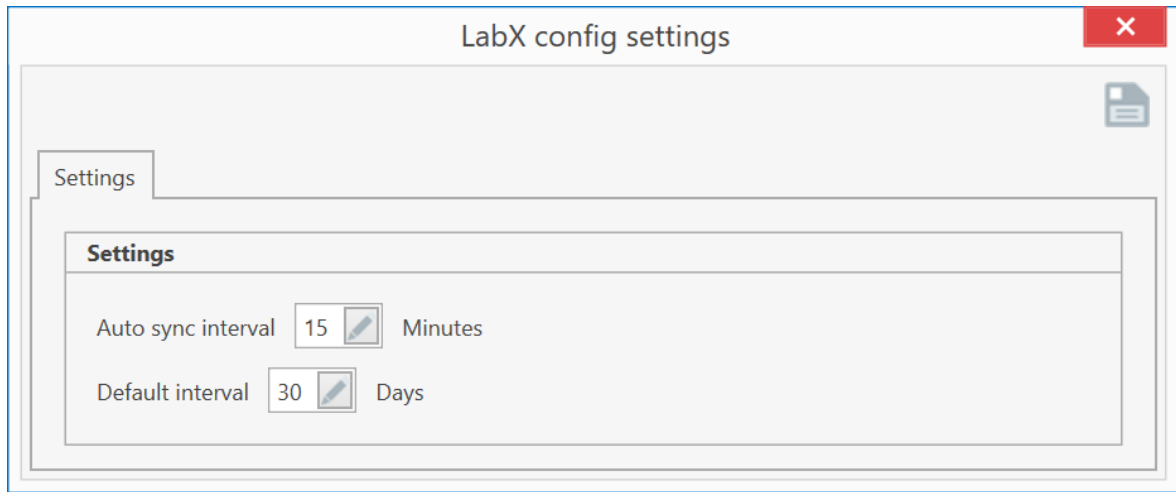 LabX config settings
Settings
Settings
Auto sync interval 15 Minutes
Default interval 30 Days